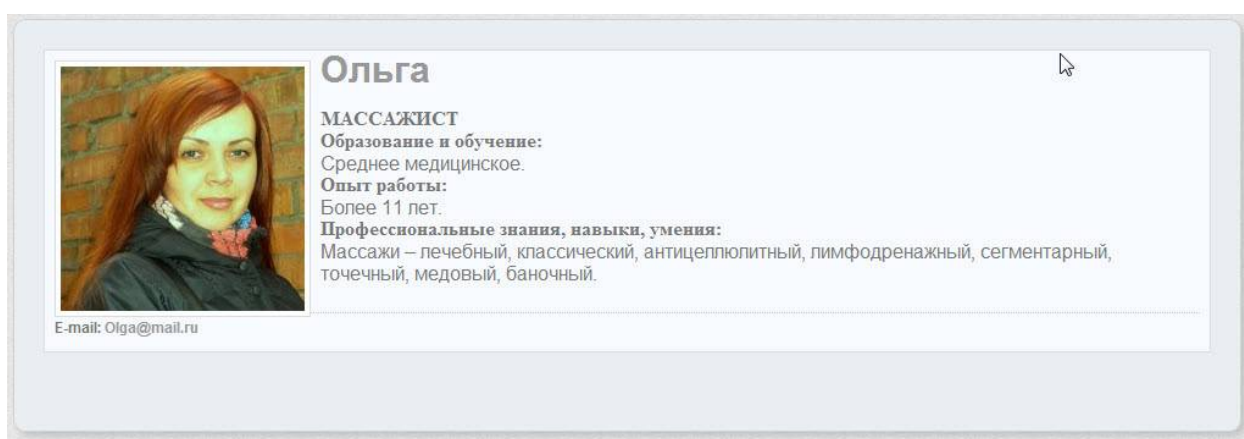 Ольга
МАССАЖИСТ
Образование и обучение:
Среднее медицинское.
Опыт работы:
Более 11 лет.
Профессиональные знания, навыки, умения:
Массажи – лечебный, классический, антицеллюлитный, лимфодренажный, сегментарный,
точечный, медовый, баночный.
E-mail: Olga@mail.ru